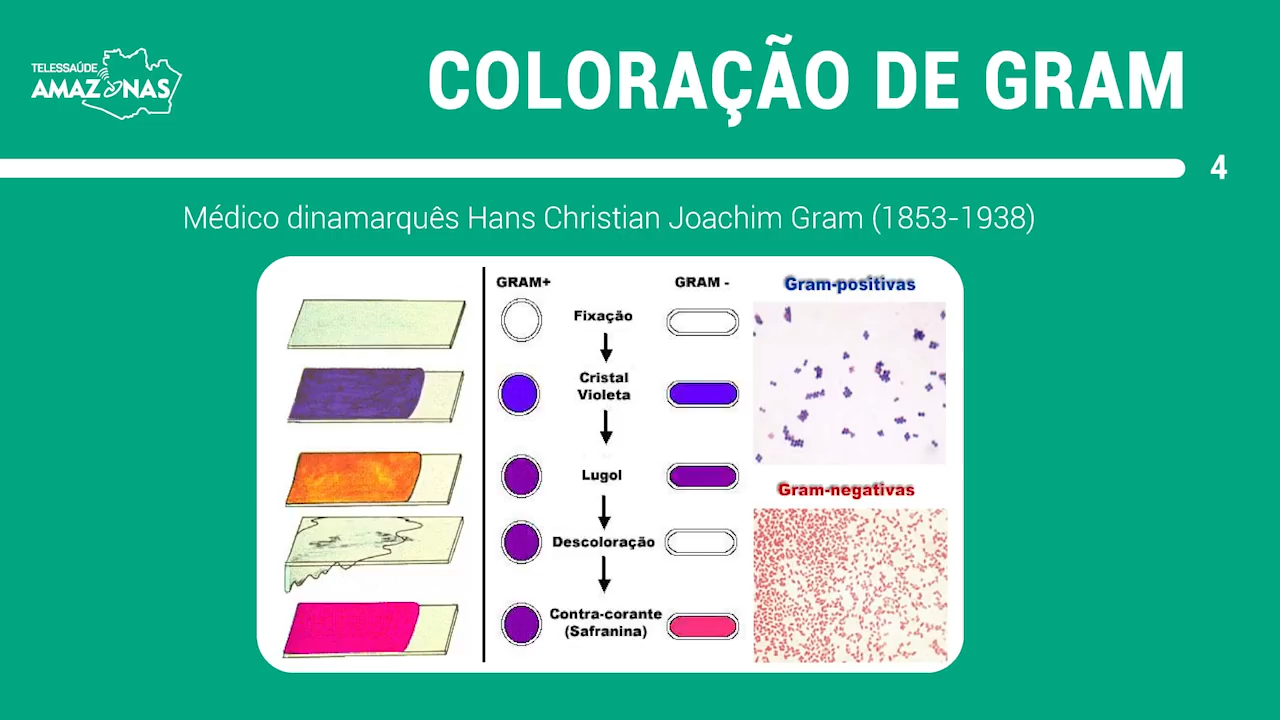 TELESSAÚDE
AMAZONAS
COLORAÇÃO DE GRAM
4
Médico dinamarquês Hans Christian Joachim Gram (1853-1938)
GRAM+
GRAM -
Fixação
Cristal
Violeta
Lugol
Descoloração
Contra-corante
(Safranina)
Gram-positivas
Gram-negativas